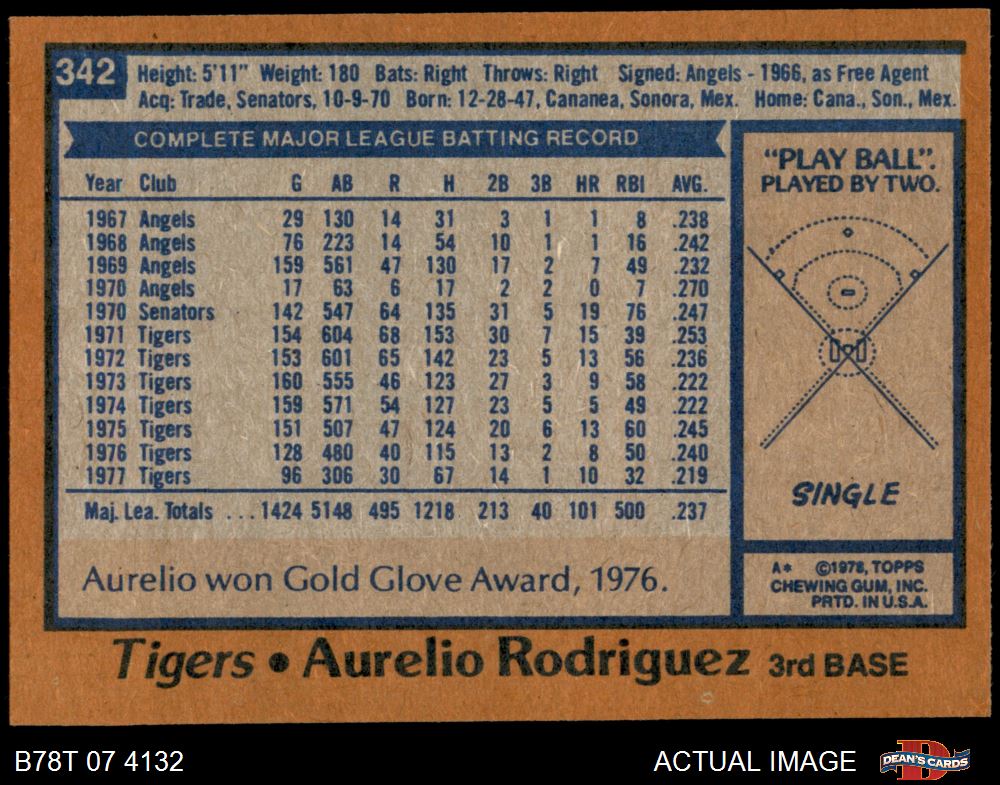 342
Height: 5'11" Weight: 180 Bats: Right Throws: Right Signed: Angels - 1966, as Free Agent
Acq: Trade, Senators, 10-9-70 Born: 12-28-47, Cananea, Sonora, Mex. Home: Cana., Son., Mex.
COMPLETE MAJOR LEAGUE BATTING RECORD
Year Club G AB R H 2B 3B HR RBI AVG.
1967 Angels 29 130 14 31 3 1 1 8 .238
1968 Angels 76 223 14 54 10 1 1 16 .242
1969 Angels 159 561 47 130 17 2 7 49 .232
1970 Angels 17 63 6 17 2 2 0 7 .270
1970 Senators 142 547 64 135 31 5 19 76 .247
1971 Tigers 154 604 68 153 30 7 15 39 .253
1972 Tigers 153 601 65 142 23 5 13 56 .236
1973 Tigers 160 555 46 123 27 3 9 58 .222
1974 Tigers 159 571 54 127 23 5 5 49 .222
1975 Tigers 151 507 47 124 20 6 13 60 .245
1976 Tigers 128 480 40 115 13 2 8 50 .240
1977 Tigers 96 306 30 67 14 1 10 32 .219
Maj. Lea. Totals ... 1424 5148 495 1218 213 40 101 500 .237
Aurelio won Gold Glove Award, 1976.
"PLAY BALL".
PLAYED BY TWO.
SINGLE
A* ©1978, TOPPS
CHEWING GUM, INC.
PRTD. IN U.S.A.
Tigers • Aurelio Rodriguez 3rd BASE
B78T 07 4132
ACTUAL IMAGE
D
DEAN'S CARDS